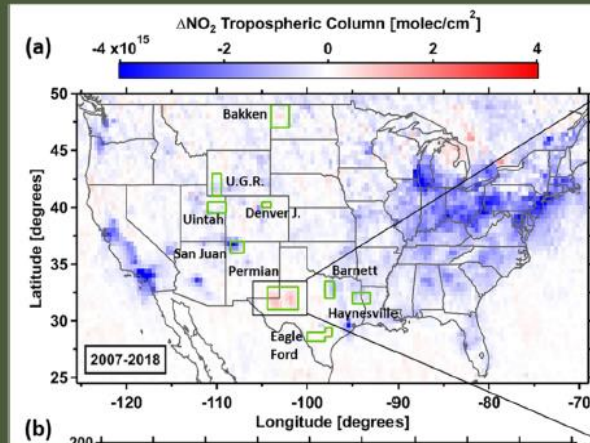 ΔNO₂ Tropospheric Column [molec/cm²]
(a)
-4 x10¹⁵ -2 0 2 4
50
45
40
35
30
25
Latitude [degrees]
Bakken
U.G.R.
Uintah
Denver J.
San Juan
Permian
Barnett
Haynesville
Eagle
Ford
2007-2018
-120 -110 -100 -90 -80 -70
Longitude [degrees]
(b)
200